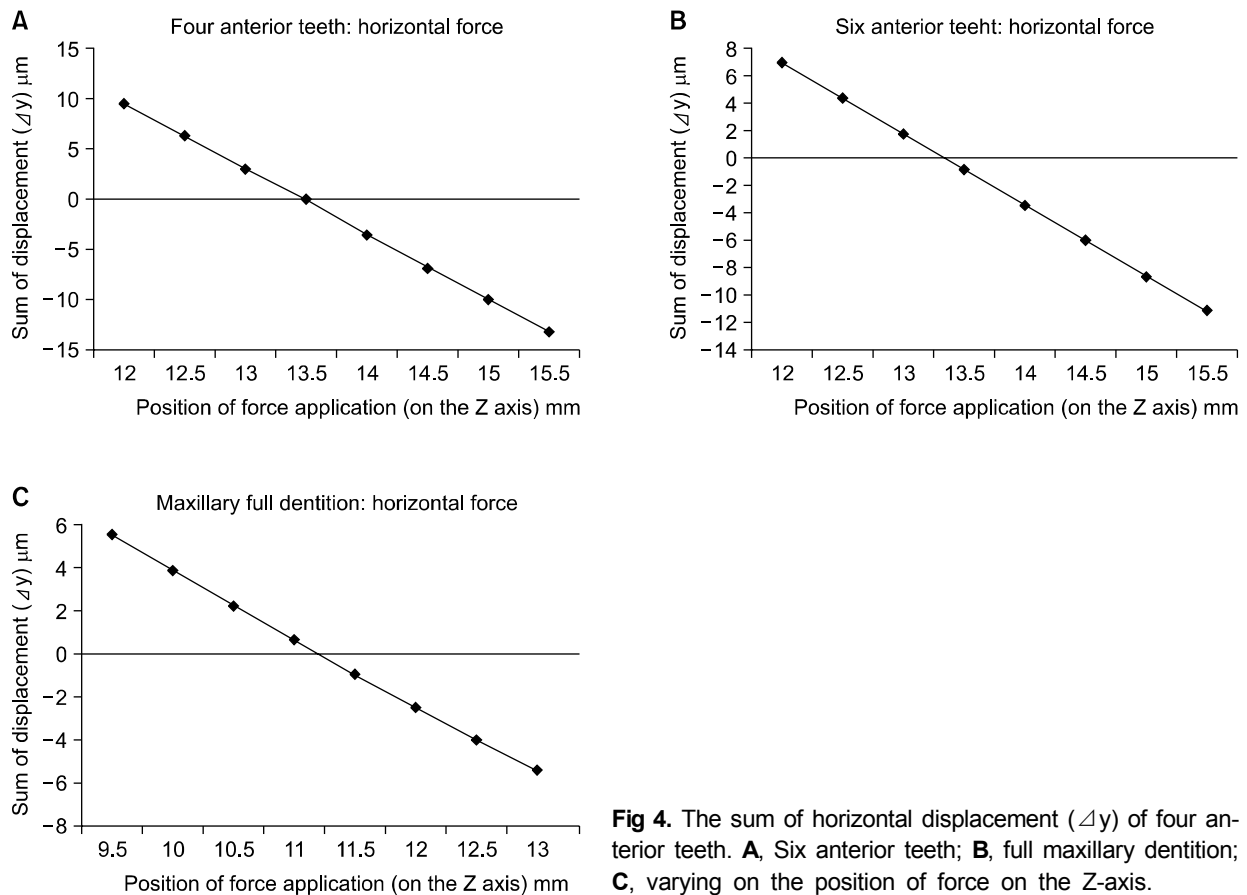 A
Four anterior teeth: horizontal force
Sum of displacement (⊿y) μm
15
10
5
0
−5
−10
−15
12 12.5 13 13.5 14 14.5 15 15.5
Position of force application (on the Z axis) mm
B
Six anterior teeht: horizontal force
Sum of displacement (⊿y) μm
8
6
4
2
0
−2
−4
−6
−8
−10
−12
−14
12 12.5 13 13.5 14 14.5 15 15.5
Position of force application (on the Z axis) mm
C
Maxillary full dentition: horizontal force
Sum of displacement (⊿y) μm
6
4
2
0
−2
−4
−6
−8
9.5 10 10.5 11 11.5 12 12.5 13
Position of force application (on the Z axis) mm
Fig 4. The sum of horizontal displacement (⊿y) of four an-
terior teeth. A, Six anterior teeth; B, full maxillary dentition;
C, varying on the position of force on the Z-axis.